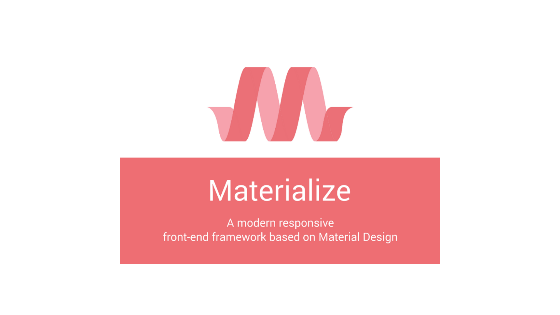 Materialize
A modern responsive
front-end framework based on Material Design